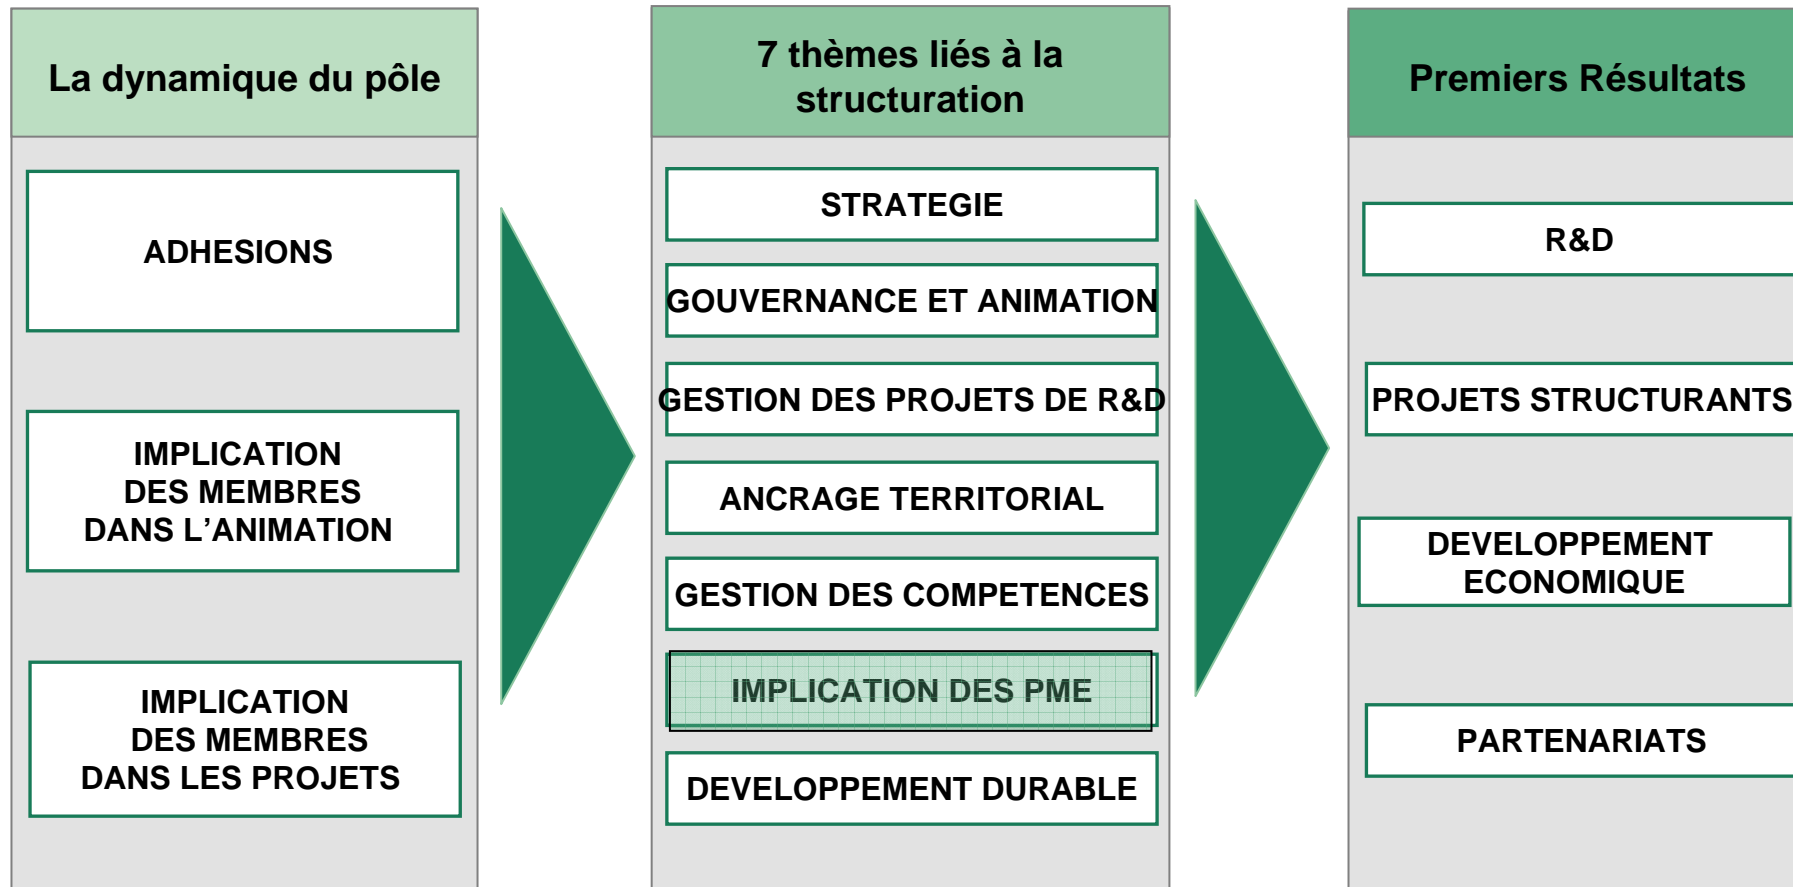 La dynamique du pôle
ADHESIONS
IMPLICATION
DES MEMBRES
DANS L’ANIMATION
IMPLICATION
DES MEMBRES
DANS LES PROJETS
7 thèmes liés à la
structuration
STRATEGIE
GOUVERNANCE ET ANIMATION
GESTION DES PROJETS DE R&D
ANCRAGE TERRITORIAL
GESTION DES COMPETENCES
IMPLICATION DES PME
DEVELOPPEMENT DURABLE
Premiers Résultats
R&D
PROJETS STRUCTURANTS
DEVELOPPEMENT
ECONOMIQUE
PARTENARIATS